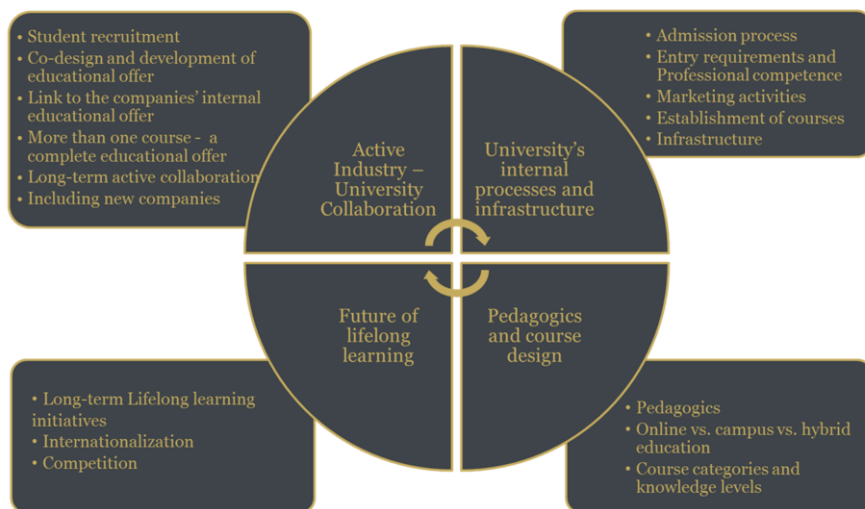 • Student recruitment
• Co-design and development of
educational offer
• Link to the companies' internal
educational offer
• More than one course - a
complete educational offer
• Long-term active collaboration
• Including new companies
• Admission process
• Entry requirements and
Professional competence
• Marketing activities
• Establishment of courses
• Infrastructure
Active
Industry –
University
Collaboration
University's
internal
processes and
infrastructure
Future of
lifelong
learning
Pedagogics
and course
design
• Long-term Lifelong learning
initiatives
• Internationalization
• Competition
• Pedagogics
• Online vs. campus vs. hybrid
education
• Course categories and
knowledge levels